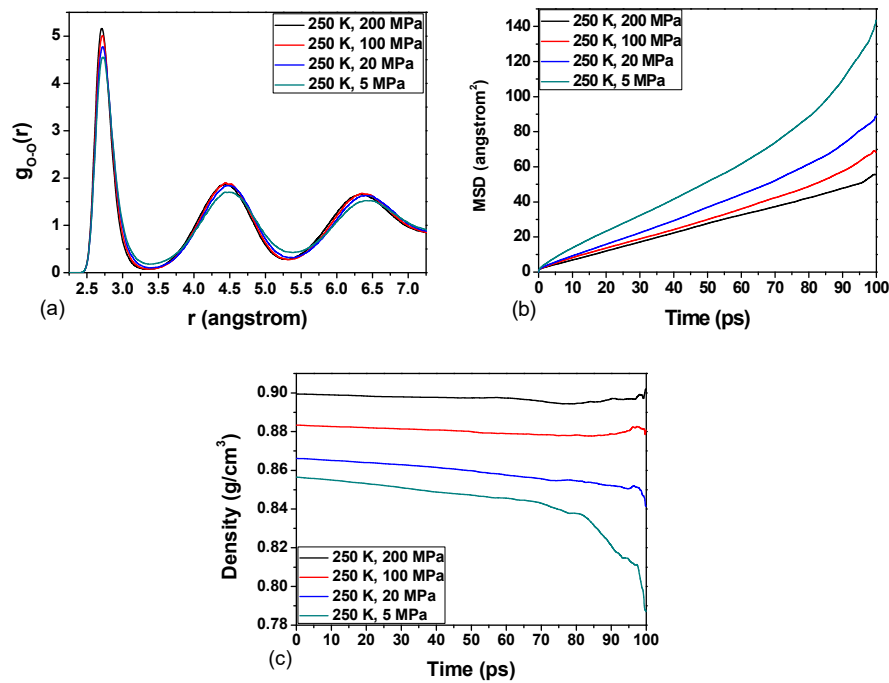 250 K, 200 MPa
250 K, 100 MPa
250 K, 20 MPa
250 K, 5 MPa
5
4
3
2
1
0
g_O-O(r)
2.5 3.0 3.5 4.0 4.5 5.0 5.5 6.0 6.5 7.0
r (angstrom)
(a)
250 K, 200 MPa
250 K, 100 MPa
250 K, 20 MPa
250 K, 5 MPa
140
120
100
80
60
40
20
0
MSD (angstrom²)
0 10 20 30 40 50 60 70 80 90 100
Time (ps)
(b)
0.90
0.88
0.86
0.84
0.82
0.80
0.78
Density (g/cm³)
250 K, 200 MPa
250 K, 100 MPa
250 K, 20 MPa
250 K, 5 MPa
0 10 20 30 40 50 60 70 80 90 100
Time (ps)
(c)